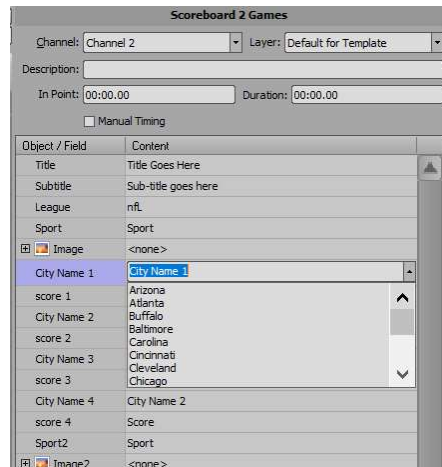 Scoreboard 2 Games
Channel: Channel 2 Layer: Default for Template
Description:
In Point: 00:00.00 Duration: 00:00.00
Manual Timing
Object / Field Content
Title Title Goes Here
Subtitle Sub-title goes here
League nfL
Sport Sport
Image <none>
City Name 1 City Name 1
score 1 Arizona
Atlanta
City Name 2 Buffalo
Baltimore
score 2 Carolina
City Name 3 Cincinnati
Cleveland
score 3 Chicago
City Name 4 City Name 2
score 4 Score
Sport2 Sport
Image2 <none>